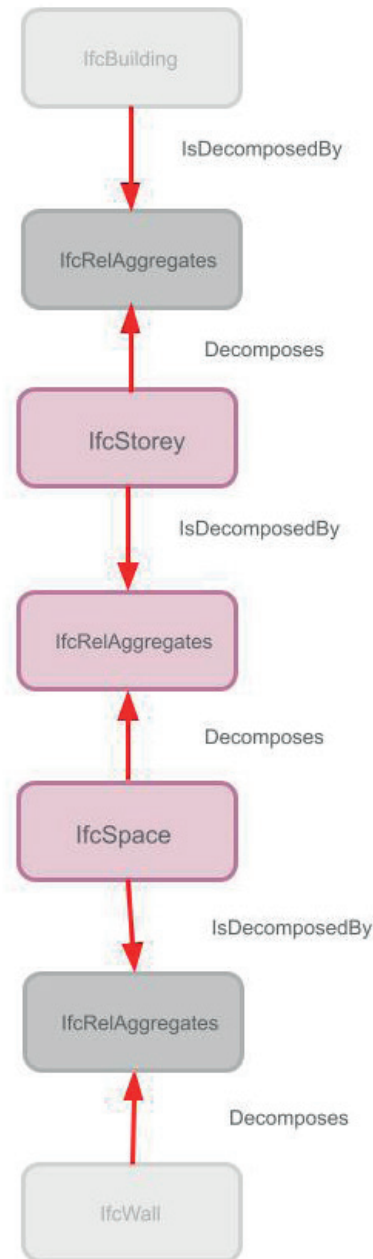 IfcBuilding
IsDecomposedBy
IfcRelAggregates
Decomposes
IfcStorey
IsDecomposedBy
IfcRelAggregates
Decomposes
IfcSpace
IsDecomposedBy
IfcRelAggregates
Decomposes
IfcWall